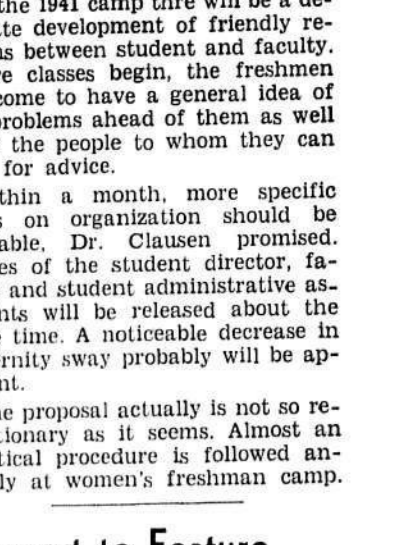 the 1941 camp thre will be a de-
te development of friendly re-
ns between student and faculty.
e classes begin, the freshmen
come to have a general idea of
problems ahead of them as well
the people to whom they can
for advice.
thin a month, more specific
s on organization should be
able, Dr. Clausen promised.
es of the student director, fa-
and student administrative as-
nts will be released about the
time. A noticeable decrease in
rnity sway probably will be ap-
nt.
e proposal actually is not so re-
tionary as it seems. Almost an
tical procedure is followed an-
ly at women's freshman camp.